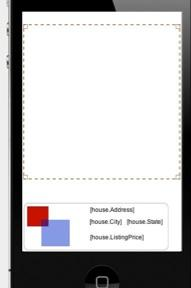 [house.Address]
[house.City] [house.State]
[house.ListingPrice]